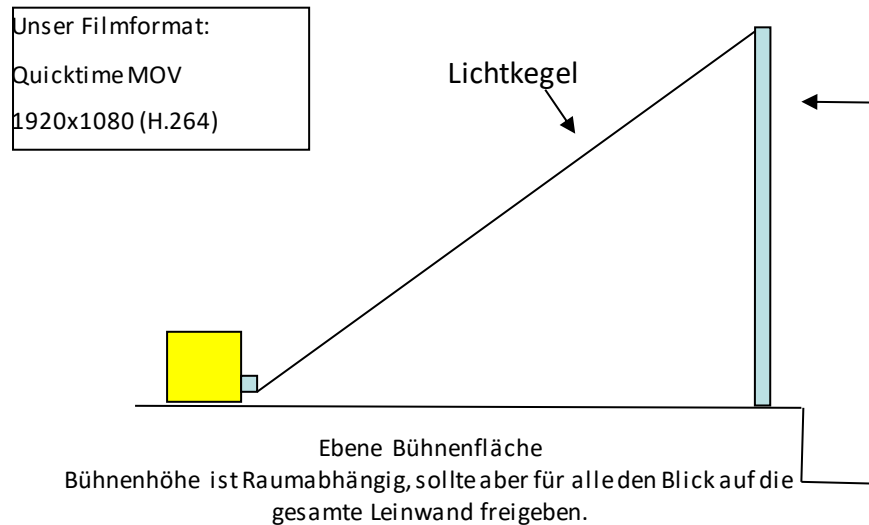 Unser Filmformat:
Quicktime MOV
1920x1080 (H.264)
Lichtkegel
Ebene Bühnenfläche
Bühnenhöhe ist Raumabhängig, sollte aber für alle den Blick auf die
gesamte Leinwand freigeben.